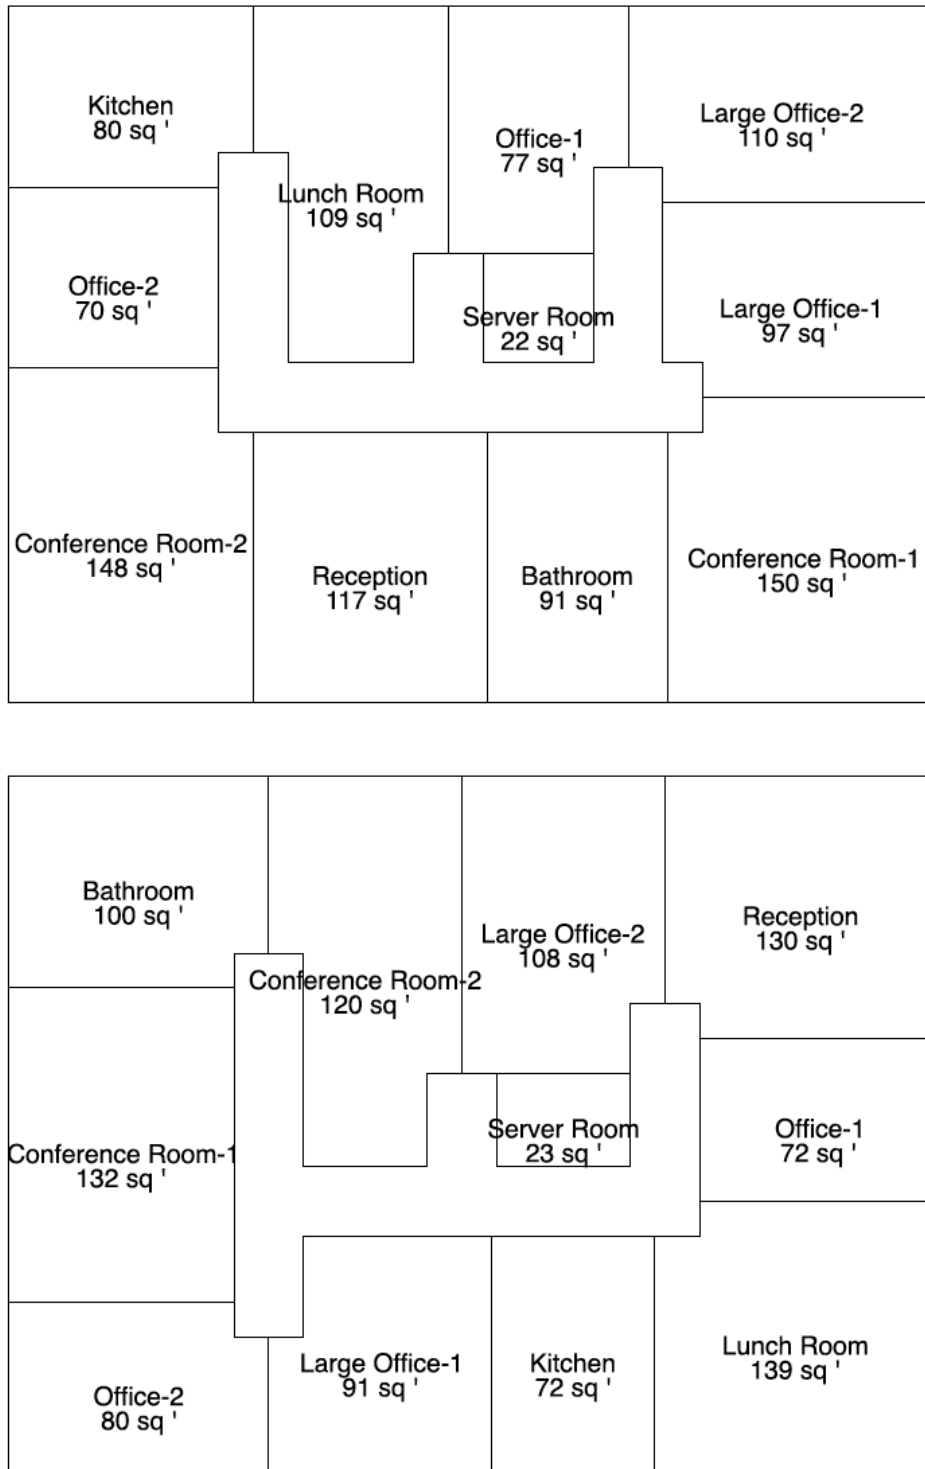 Kitchen
80 sq '
Large Office-2
110 sq '
Office-1
77 sq '
Lunch Room
109 sq '
Office-2
70 sq '
Server Room
22 sq '
Large Office-1
97 sq '
Conference Room-2
148 sq '
Reception
117 sq '
Bathroom
91 sq '
Conference Room-1
150 sq '
Bathroom
100 sq '
Large Office-2
108 sq '
Reception
130 sq '
Conference Room-2
120 sq '
Conference Room-1
132 sq '
Server Room
23 sq '
Office-1
72 sq '
Office-2
80 sq '
Large Office-1
91 sq '
Kitchen
72 sq '
Lunch Room
139 sq '